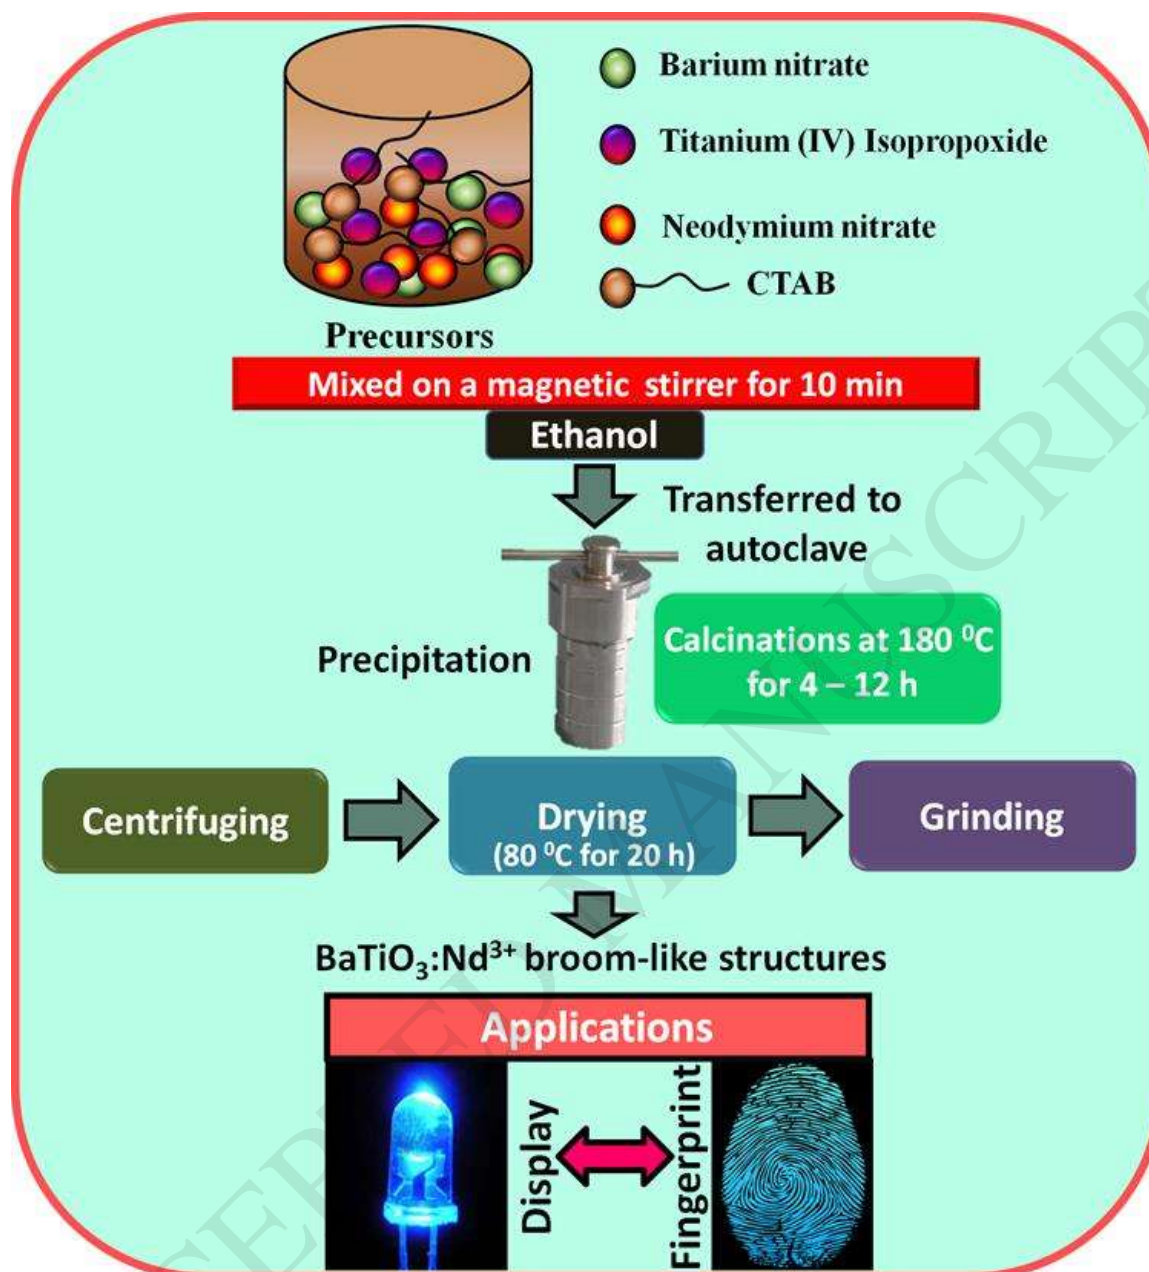 Barium nitrate
Titanium (IV) Isopropoxide
Neodymium nitrate
CTAB
Precursors
Mixed on a magnetic stirrer for 10 min
Ethanol
Transferred to
autoclave
Precipitation
Calcinations at 180 ⁰C
for 4 – 12 h
Centrifuging
Drying
(80 ⁰C for 20 h)
Grinding
BaTiO₃:Nd³⁺ broom-like structures
Applications
Display
Fingerprint